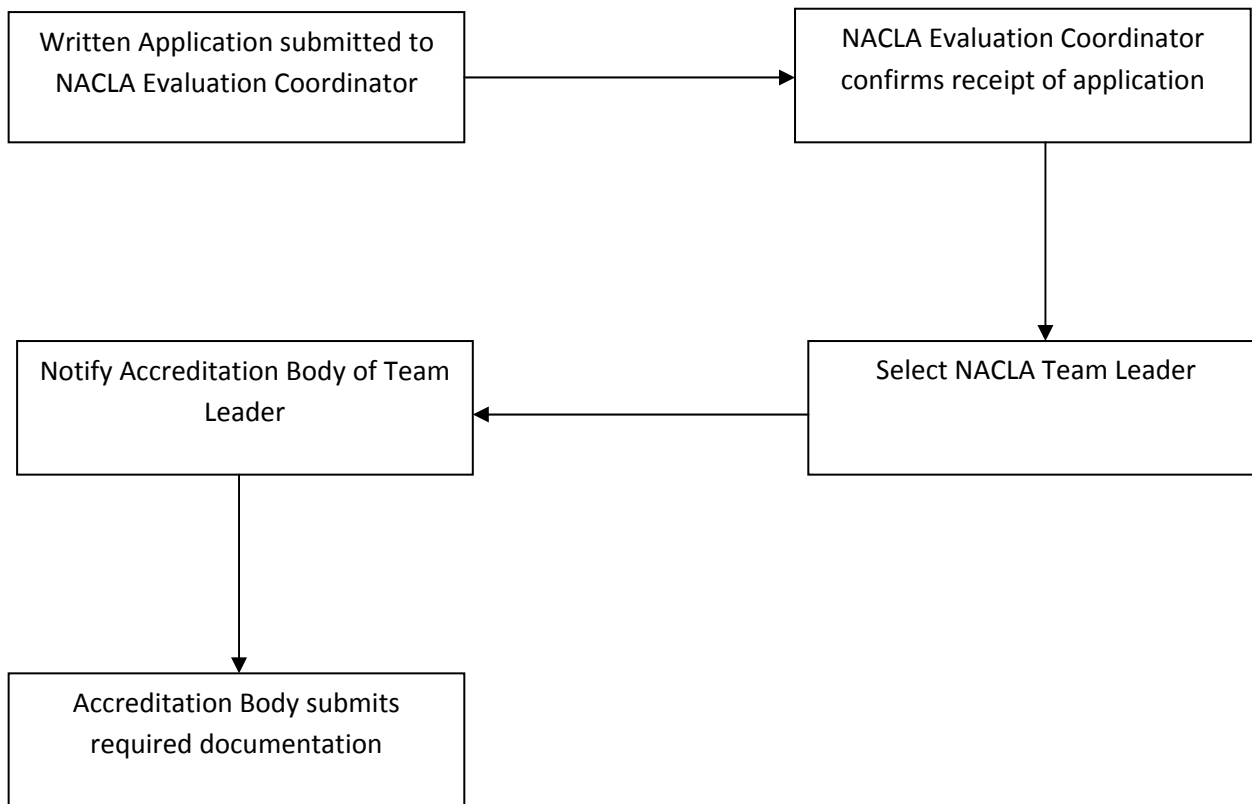 Written Application submitted to
NACLA Evaluation Coordinator
NACLA Evaluation Coordinator
confirms receipt of application
Select NACLA Team Leader
Notify Accreditation Body of Team
Leader
Accreditation Body submits
required documentation